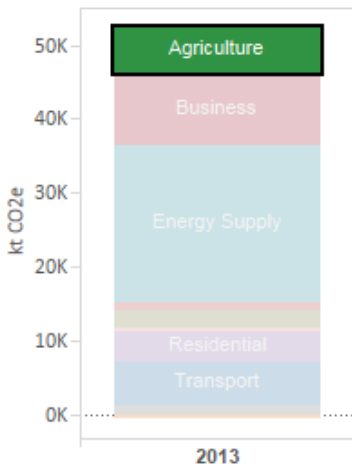 50K
40K
30K
20K
10K
0K
kt CO2e
Agriculture
Business
Energy Supply
Residential
Transport
2013